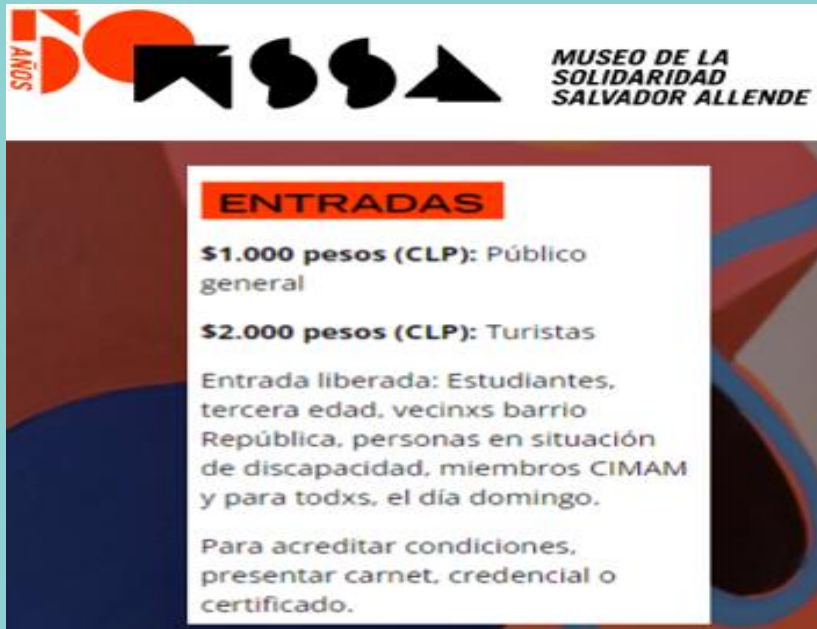 50
AÑOS
MSSA
MUSEO DE LA
SOLIDARIDAD
SALVADOR ALLENDE
ENTRADAS
$1.000 pesos (CLP): Público
general
$2.000 pesos (CLP): Turistas
Entrada liberada: Estudiantes,
tercera edad, vecinxs barrio
República, personas en situación
de discapacidad, miembros CIMAM
y para todxs, el día domingo.
Para acreditar condiciones,
presentar carnet, credencial o
certificado.